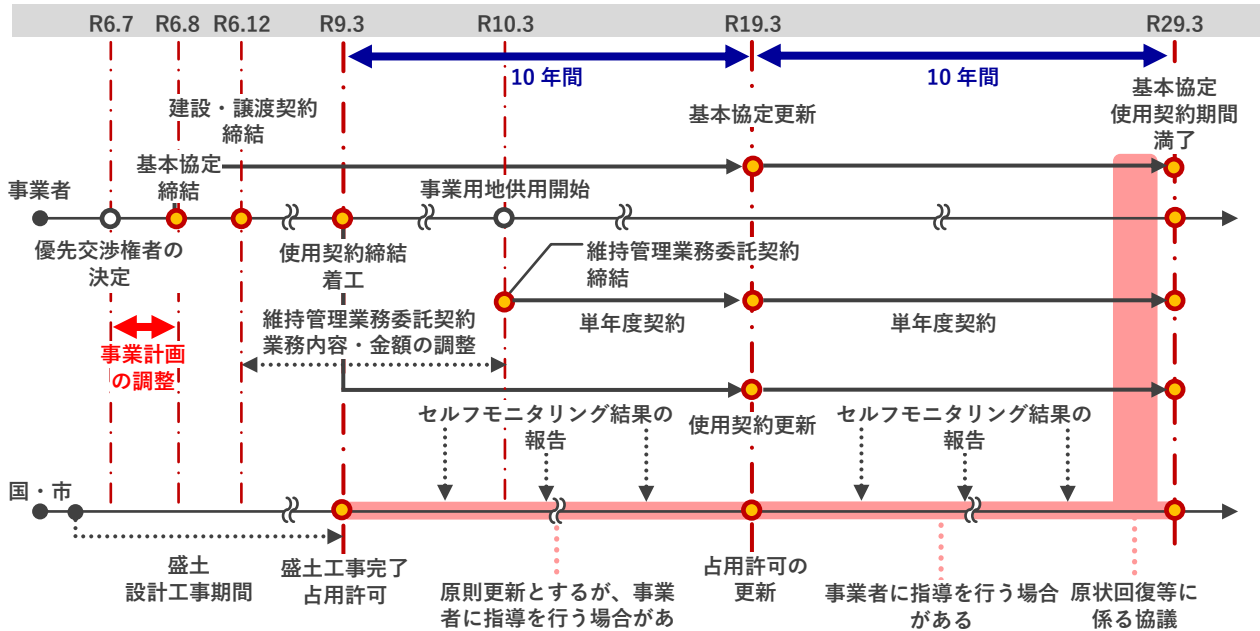 R6.7 R6.8 R6.12 R9.3 R10.3 R19.3 R29.3
10 年間
10 年間
建設・譲渡契約
締結
基本協定更新
基本協定
使用契約期間
満了
基本協定
締結
事業者
事業用地供用開始
優先交渉権者の
決定
使用契約締結
着工
維持管理業務委託契約
締結
単年度契約
単年度契約
維持管理業務委託契約
業務内容・金額の調整
事業計画
の調整
セルフモニタリング結果の
報告
使用契約更新
セルフモニタリング結果の
報告
国・市
盛土
設計工事期間
盛土工事完了
占用許可
原則更新とするが、事業
者に指導を行う場合があ
占用許可の
更新
事業者に指導を行う場合
がある
原状回復等に
係る協議